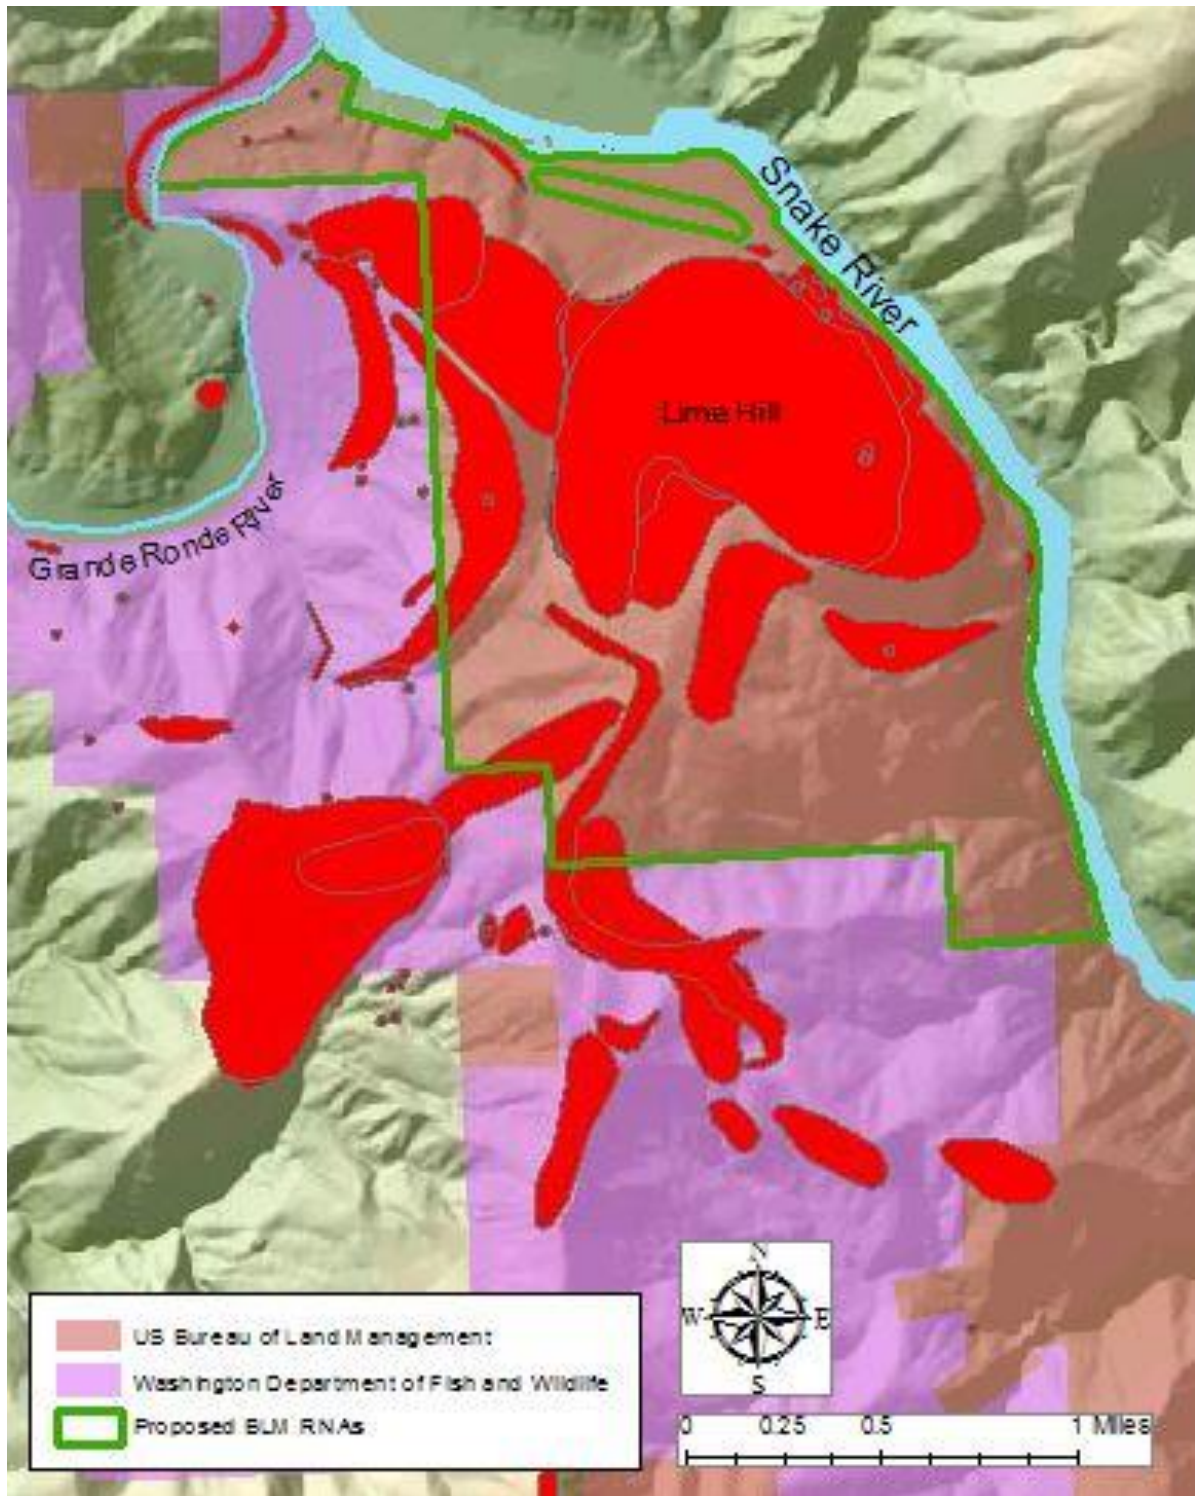 Snake River
Lime Hill
Grande Ronde River
US Bureau of Land Management
Washington Department of Fish and Wildlife
Proposed BLM RNAs
N
W E
S
0 0.25 0.5 1 Miles